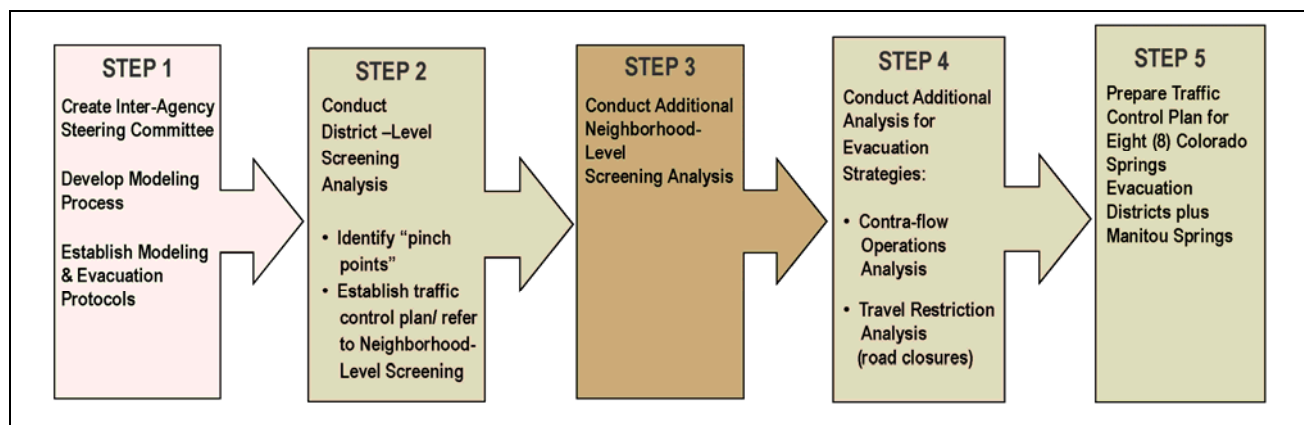 STEP 1
Create Inter-Agency
Steering Committee
Develop Modeling
Process
Establish Modeling
& Evacuation
Protocols
STEP 2
Conduct
District –Level
Screening
Analysis
• Identify “pinch
points”
• Establish traffic
control plan/ refer
to Neighborhood-
Level Screening
STEP 3
Conduct Additional
Neighborhood-
Level
Screening Analysis
STEP 4
Conduct Additional
Analysis for
Evacuation
Strategies:
• Contra-flow
Operations
Analysis
• Travel Restriction
Analysis
(road closures)
STEP 5
Prepare Traffic
Control Plan for
Eight (8) Colorado
Springs
Evacuation
Districts plus
Manitou Springs